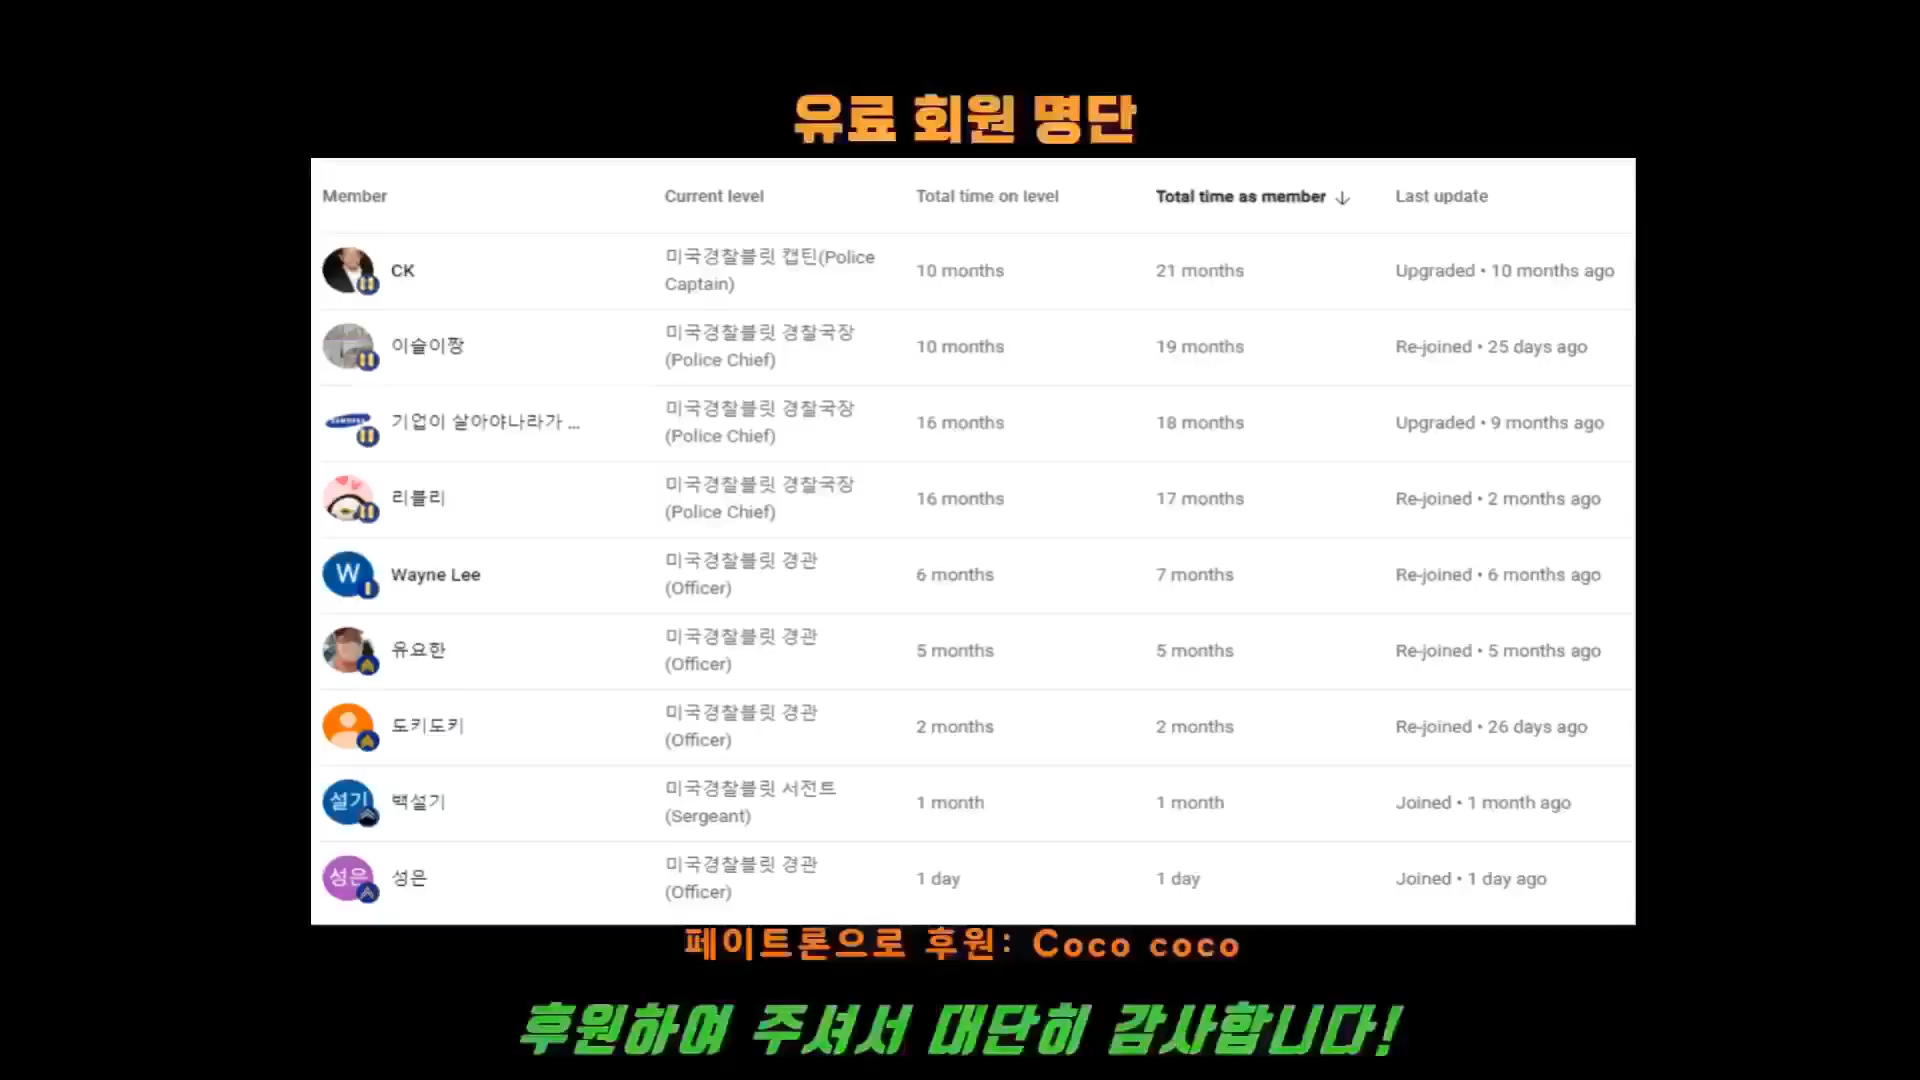 유료 회원 명단
Member Current level Total time on level Total time as member ↓ Last update
CK 미국경찰블릿 캡틴(Police Captain) 10 months 21 months Upgraded • 10 months ago
이슬이짱 미국경찰블릿 경찰국장 (Police Chief) 10 months 19 months Re-joined • 25 days ago
SAMSUNG 기업이 살아야나라가 ... 미국경찰블릿 경찰국장 (Police Chief) 16 months 18 months Upgraded • 9 months ago
리블리 미국경찰블릿 경찰국장 (Police Chief) 16 months 17 months Re-joined • 2 months ago
W Wayne Lee 미국경찰블릿 경관 (Officer) 6 months 7 months Re-joined • 6 months ago
유요한 미국경찰블릿 경관 (Officer) 5 months 5 months Re-joined • 5 months ago
도키도키 미국경찰블릿 경관 (Officer) 2 months 2 months Re-joined • 26 days ago
설기 백설기 미국경찰블릿 서전트 (Sergeant) 1 month 1 month Joined • 1 month ago
성은 성은 미국경찰블릿 경관 (Officer) 1 day 1 day Joined • 1 day ago
페이트론으로 후원: Coco coco
후원하여 주셔서 대단히 감사합니다!